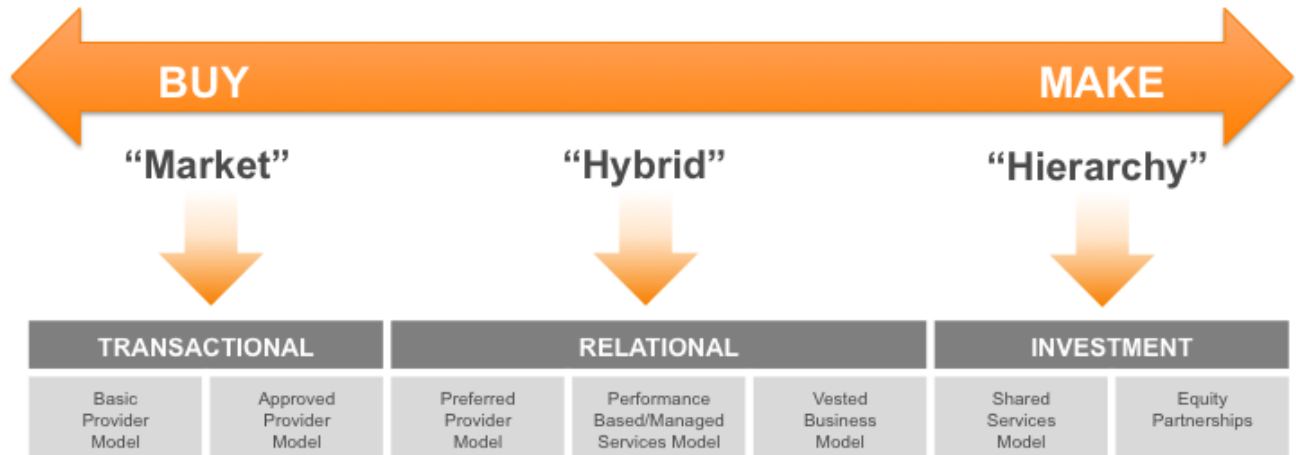 BUY
MAKE
“Market”
“Hybrid”
“Hierarchy”
TRANSACTIONAL
RELATIONAL
INVESTMENT
Basic
Provider
Model
Approved
Provider
Model
Preferred
Provider
Model
Performance
Based/Managed
Services Model
Vested
Business
Model
Shared
Services
Model
Equity
Partnerships